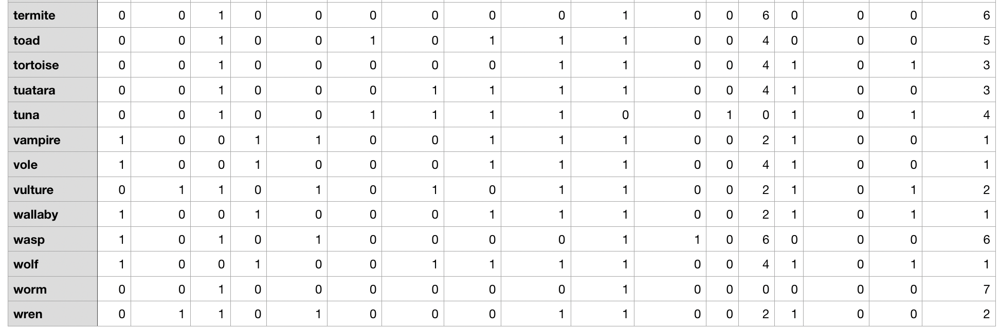 termite 0 0 1 0 0 0 0 0 0 1 0 0 6 0 0 0 6
toad 0 0 1 0 0 1 0 1 1 1 0 0 4 0 0 0 5
tortoise 0 0 1 0 0 0 0 0 1 1 0 0 4 1 0 1 3
tuatara 0 0 1 0 0 0 1 1 1 1 0 0 4 1 0 0 3
tuna 0 0 1 0 0 1 1 1 1 0 0 1 0 1 0 1 4
vampire 1 0 0 1 1 0 0 1 1 1 0 0 2 1 0 0 1
vole 1 0 0 1 0 0 0 1 1 1 0 0 4 1 0 0 1
vulture 0 1 1 0 1 0 1 0 1 1 0 0 2 1 0 1 2
wallaby 1 0 0 1 0 0 0 1 1 1 0 0 2 1 0 1 1
wasp 1 0 1 0 1 0 0 0 0 1 1 0 6 0 0 0 6
wolf 1 0 0 1 0 0 1 1 1 1 0 0 4 1 0 1 1
worm 0 0 1 0 0 0 0 0 0 1 0 0 0 0 0 0 7
wren 0 1 1 0 1 0 0 0 1 1 0 0 2 1 0 0 2